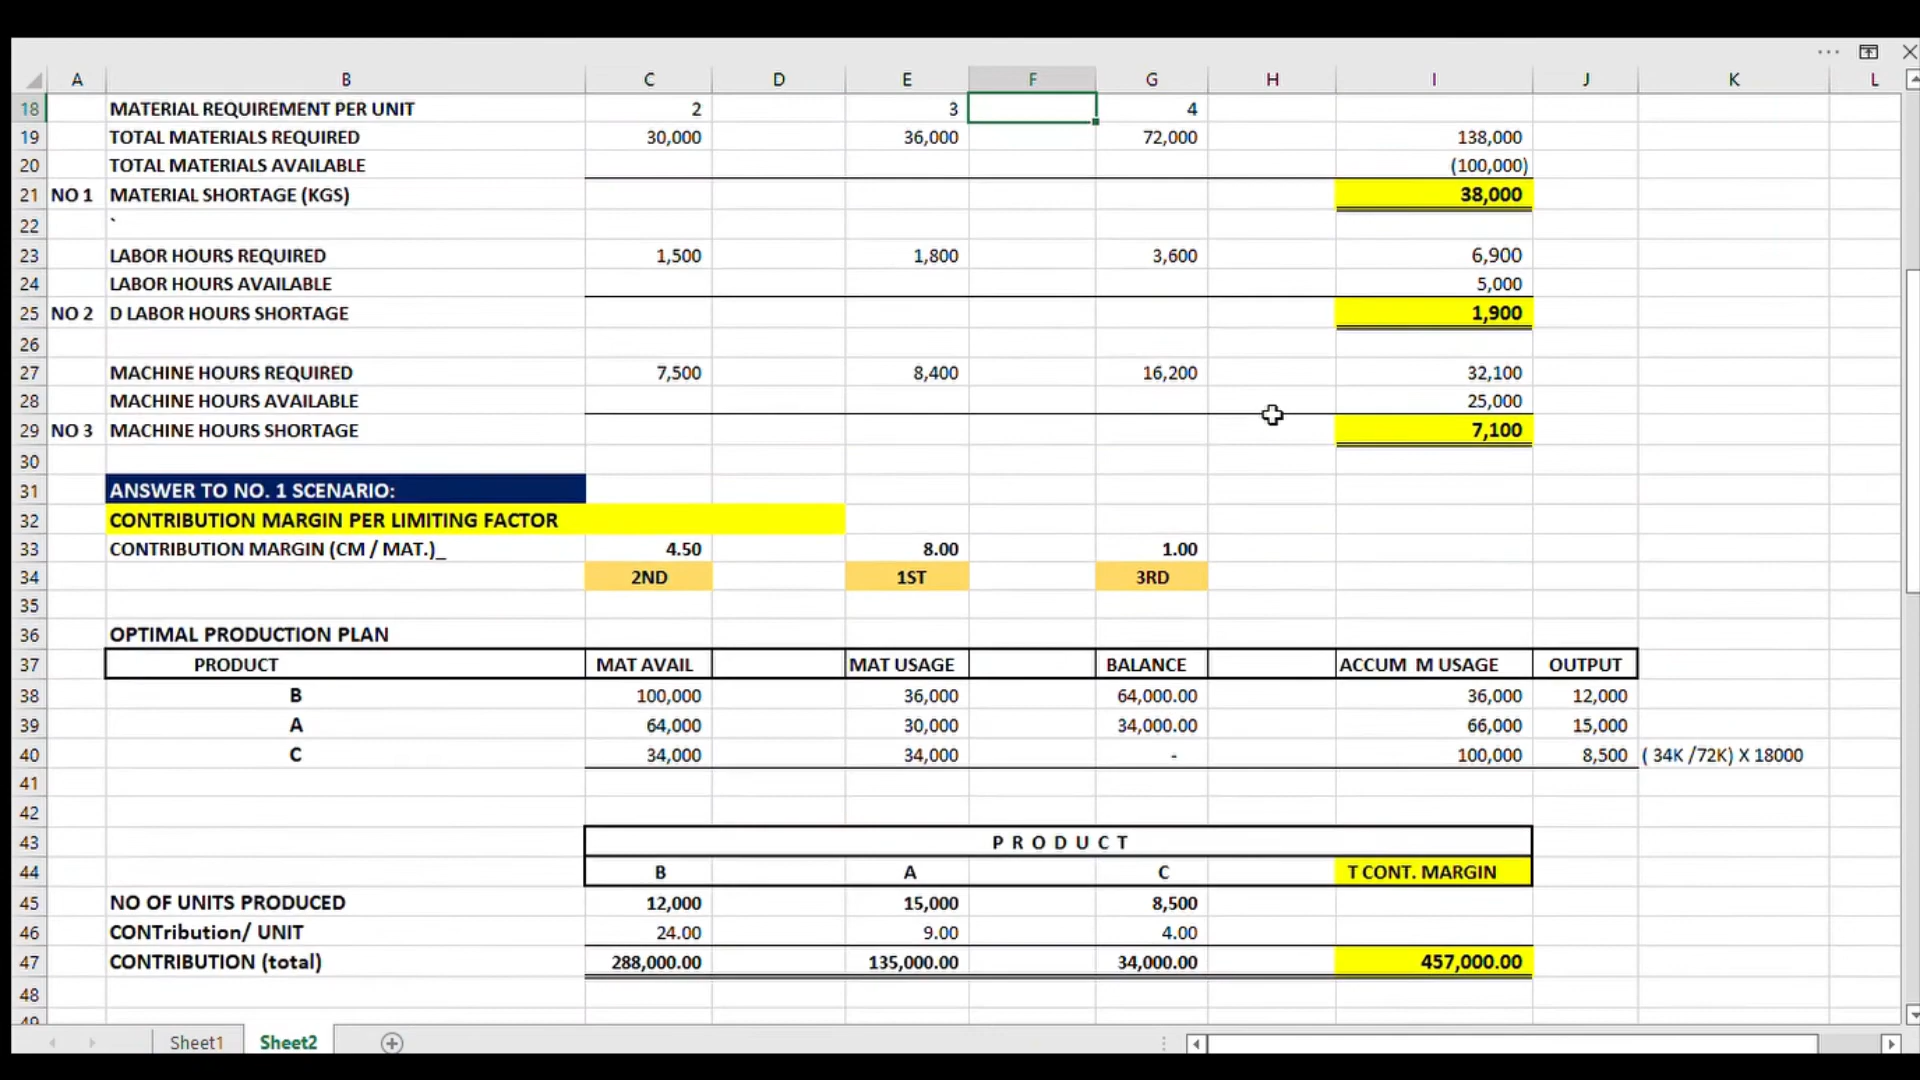 A B C D E F G H I J K L
18 MATERIAL REQUIREMENT PER UNIT 2 3 4
19 TOTAL MATERIALS REQUIRED 30,000 36,000 72,000 138,000
20 TOTAL MATERIALS AVAILABLE (100,000)
21 NO 1 MATERIAL SHORTAGE (KGS) 38,000
22 `
23 LABOR HOURS REQUIRED 1,500 1,800 3,600 6,900
24 LABOR HOURS AVAILABLE 5,000
25 NO 2 D LABOR HOURS SHORTAGE 1,900
26
27 MACHINE HOURS REQUIRED 7,500 8,400 16,200 32,100
28 MACHINE HOURS AVAILABLE 25,000
29 NO 3 MACHINE HOURS SHORTAGE 7,100
30
31 ANSWER TO NO. 1 SCENARIO:
32 CONTRIBUTION MARGIN PER LIMITING FACTOR
33 CONTRIBUTION MARGIN (CM / MAT.)_ 4.50 8.00 1.00
34 2ND 1ST 3RD
35
36 OPTIMAL PRODUCTION PLAN
37 PRODUCT MAT AVAIL MAT USAGE BALANCE ACCUM M USAGE OUTPUT
38 B 100,000 36,000 64,000.00 36,000 12,000
39 A 64,000 30,000 34,000.00 66,000 15,000
40 C 34,000 34,000 - 100,000 8,500 ( 34K /72K) X 18000
41
42
43 P R O D U C T
44 B A C T CONT. MARGIN
45 NO OF UNITS PRODUCED 12,000 15,000 8,500
46 CONTribution/ UNIT 24.00 9.00 4.00
47 CONTRIBUTION (total) 288,000.00 135,000.00 34,000.00 457,000.00
48
49
Sheet1 Sheet2